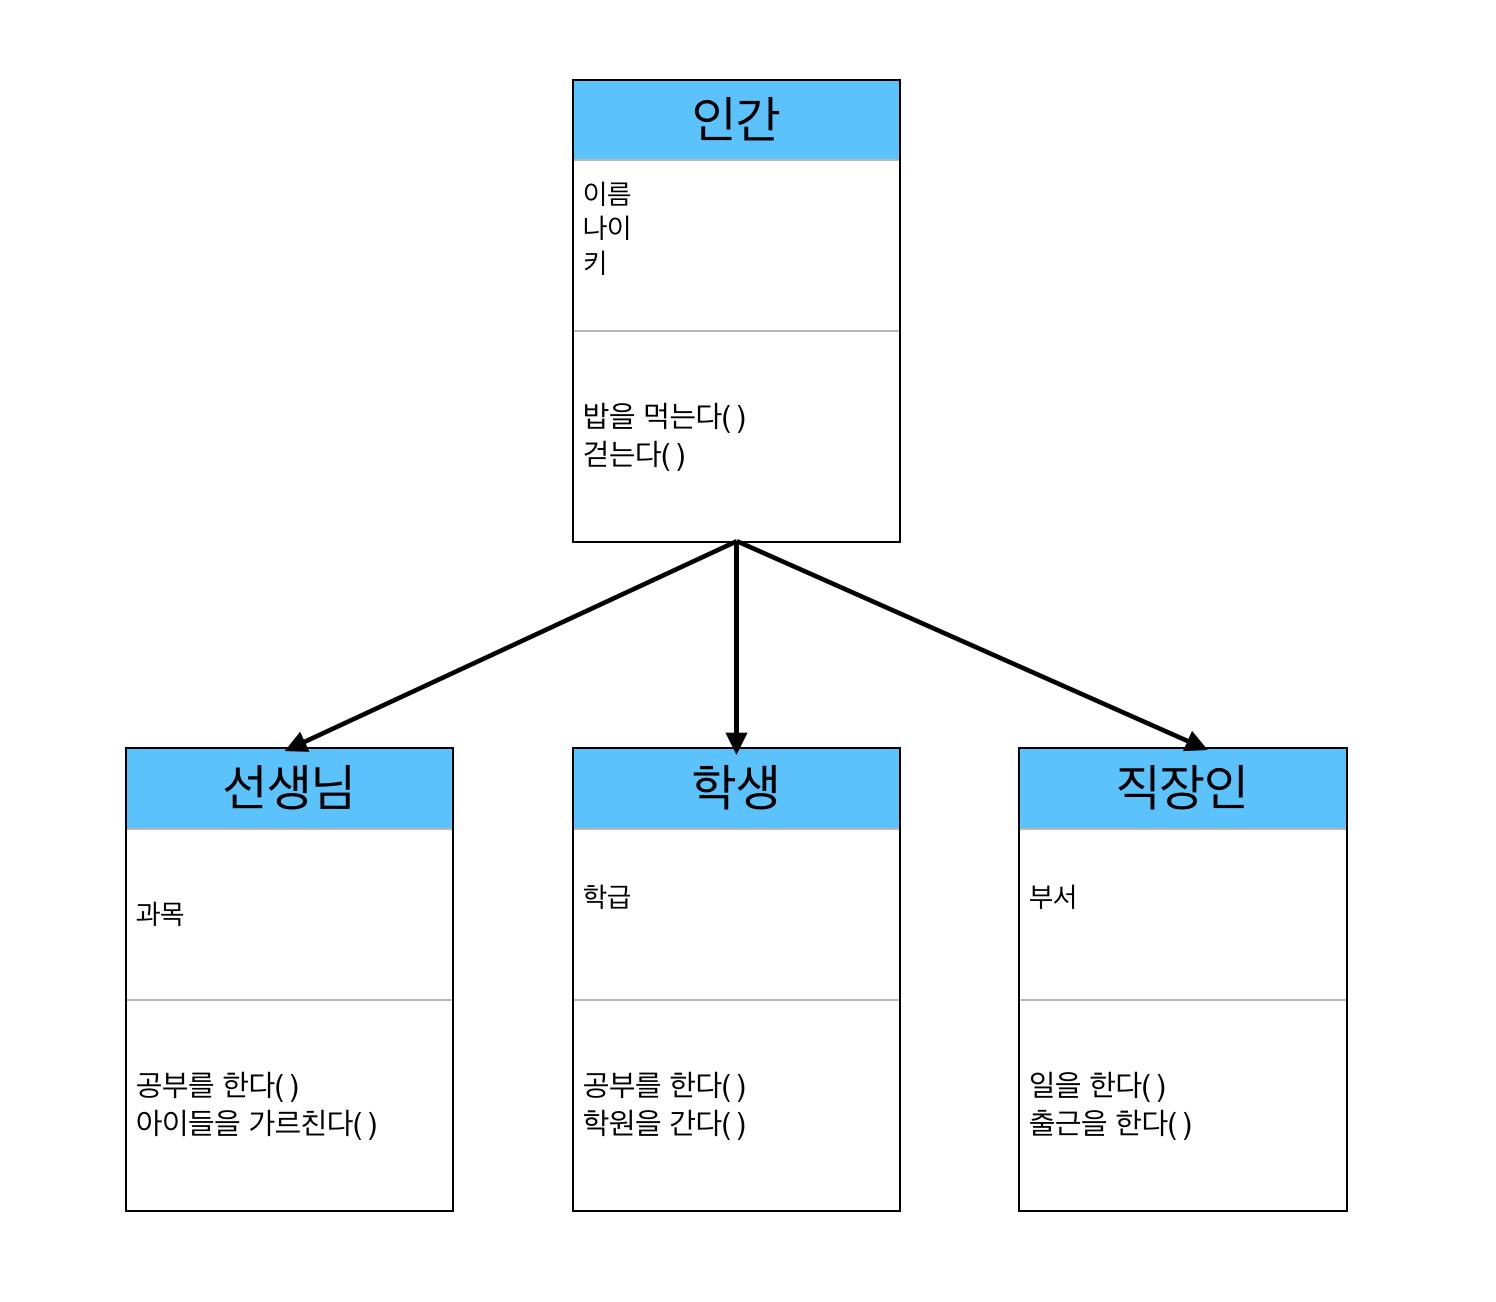 인간
이름
나이
키
밥을 먹는다( )
걷는다( )
선생님
과목
공부를 한다( )
아이들을 가르친다( )
학생
학급
공부를 한다( )
학원을 간다( )
직장인
부서
일을 한다( )
출근을 한다( )